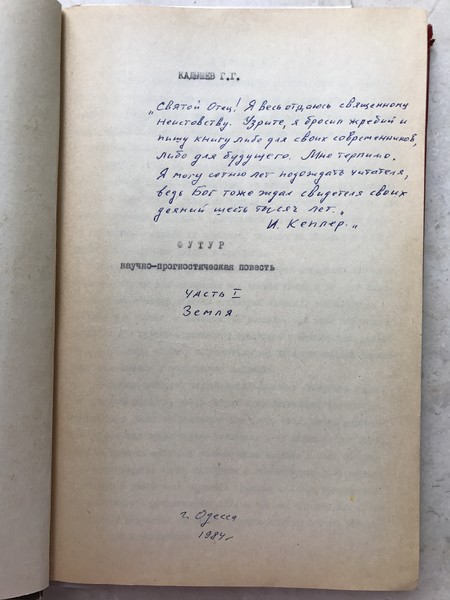 КАДЫШЕВ Г.Г.
„Святой Отец! Я весь отдаюсь священному
неистовству. Узрите, я бросил жребий и
пишу книгу либо для своих современников,
либо для будущего. Мне терпимо.
Я могу сотню лет подождать читателя,
ведь Бог тоже ждал свидетеля своих
деяний шесть тысяч лет.„
И. Кеплер.„
ФУТУР
научно-прогностическая повесть
Часть I
Земля.
г. Одесса
1984г